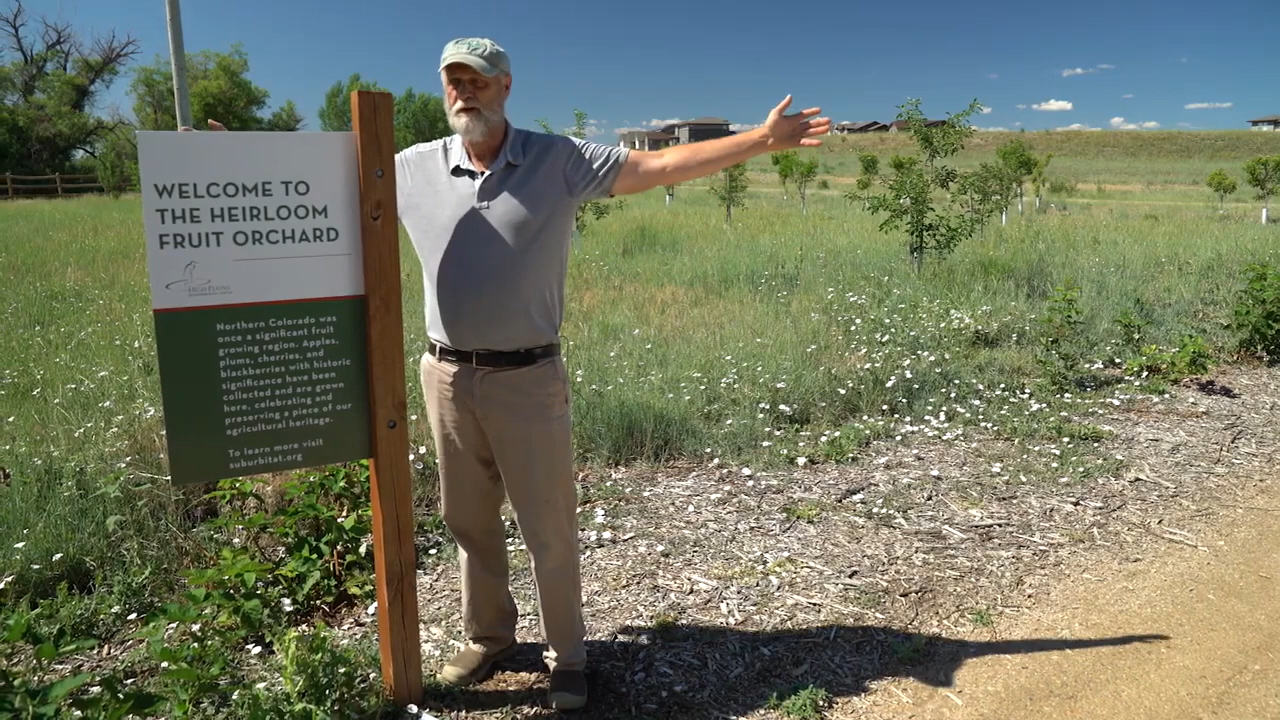 WELCOME TO
THE HEIRLOOM
FRUIT ORCHARD
HIGH PLAINS
Northern Colorado was
once a significant fruit
growing region. Apples,
plums, cherries, and
blackberries with historic
significance have been
collected and are grown
here, celebrating and
preserving a piece of our
agricultural heritage.
To learn more visit
suburbitat.org